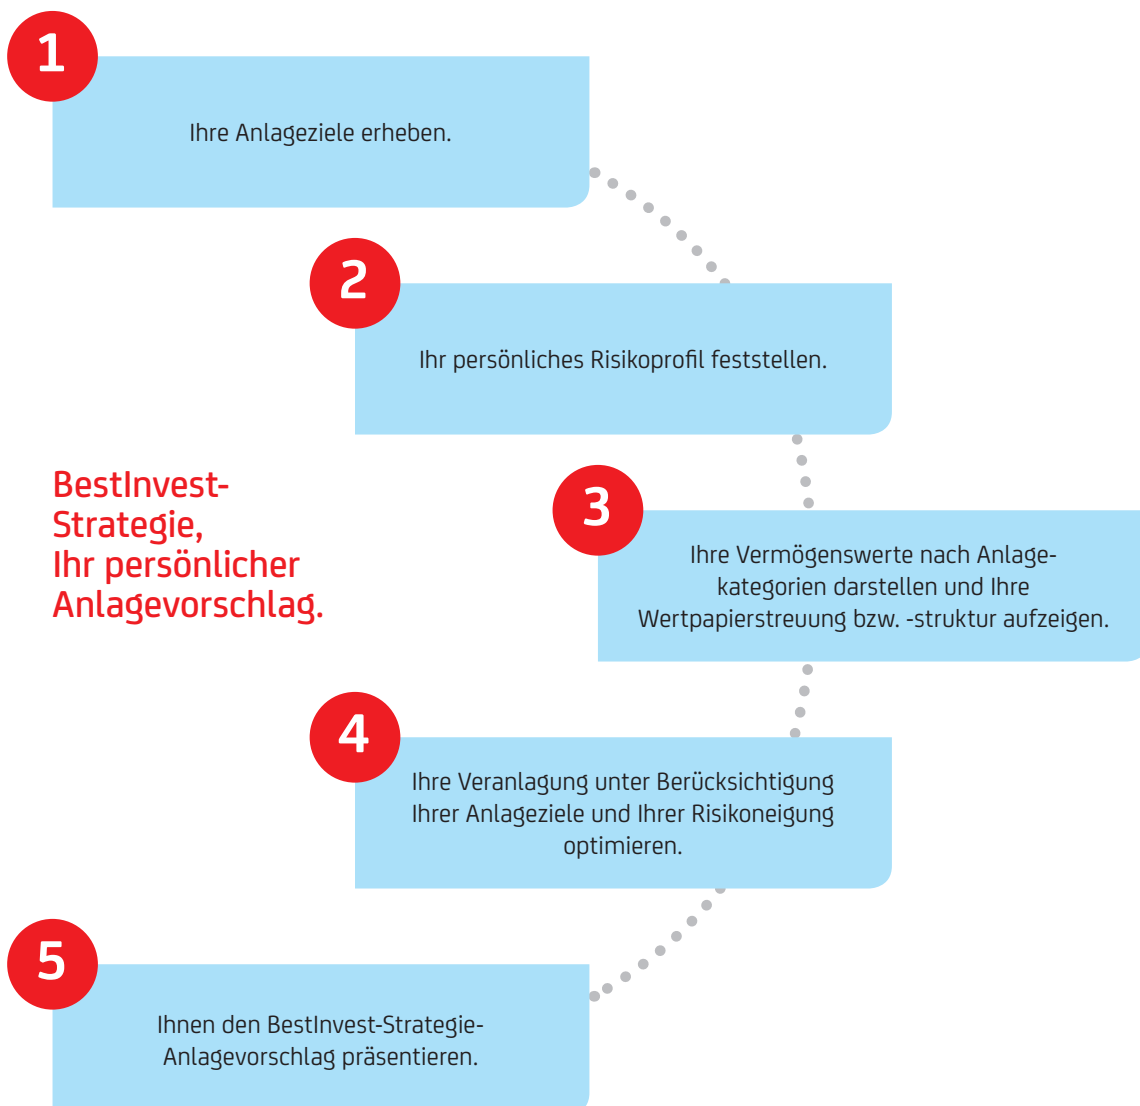 1
Ihre Anlageziele erheben.
2
Ihr persönliches Risikoprofil feststellen.
BestInvest-
Strategie,
Ihr persönlicher
Anlagevorschlag.
3
Ihre Vermögenswerte nach Anlage-
kategorien darstellen und Ihre
Wertpapierstreuung bzw. -struktur aufzeigen.
4
Ihre Veranlagung unter Berücksichtigung
Ihrer Anlageziele und Ihrer Risikoneigung
optimieren.
5
Ihnen den BestInvest-Strategie-
Anlagevorschlag präsentieren.